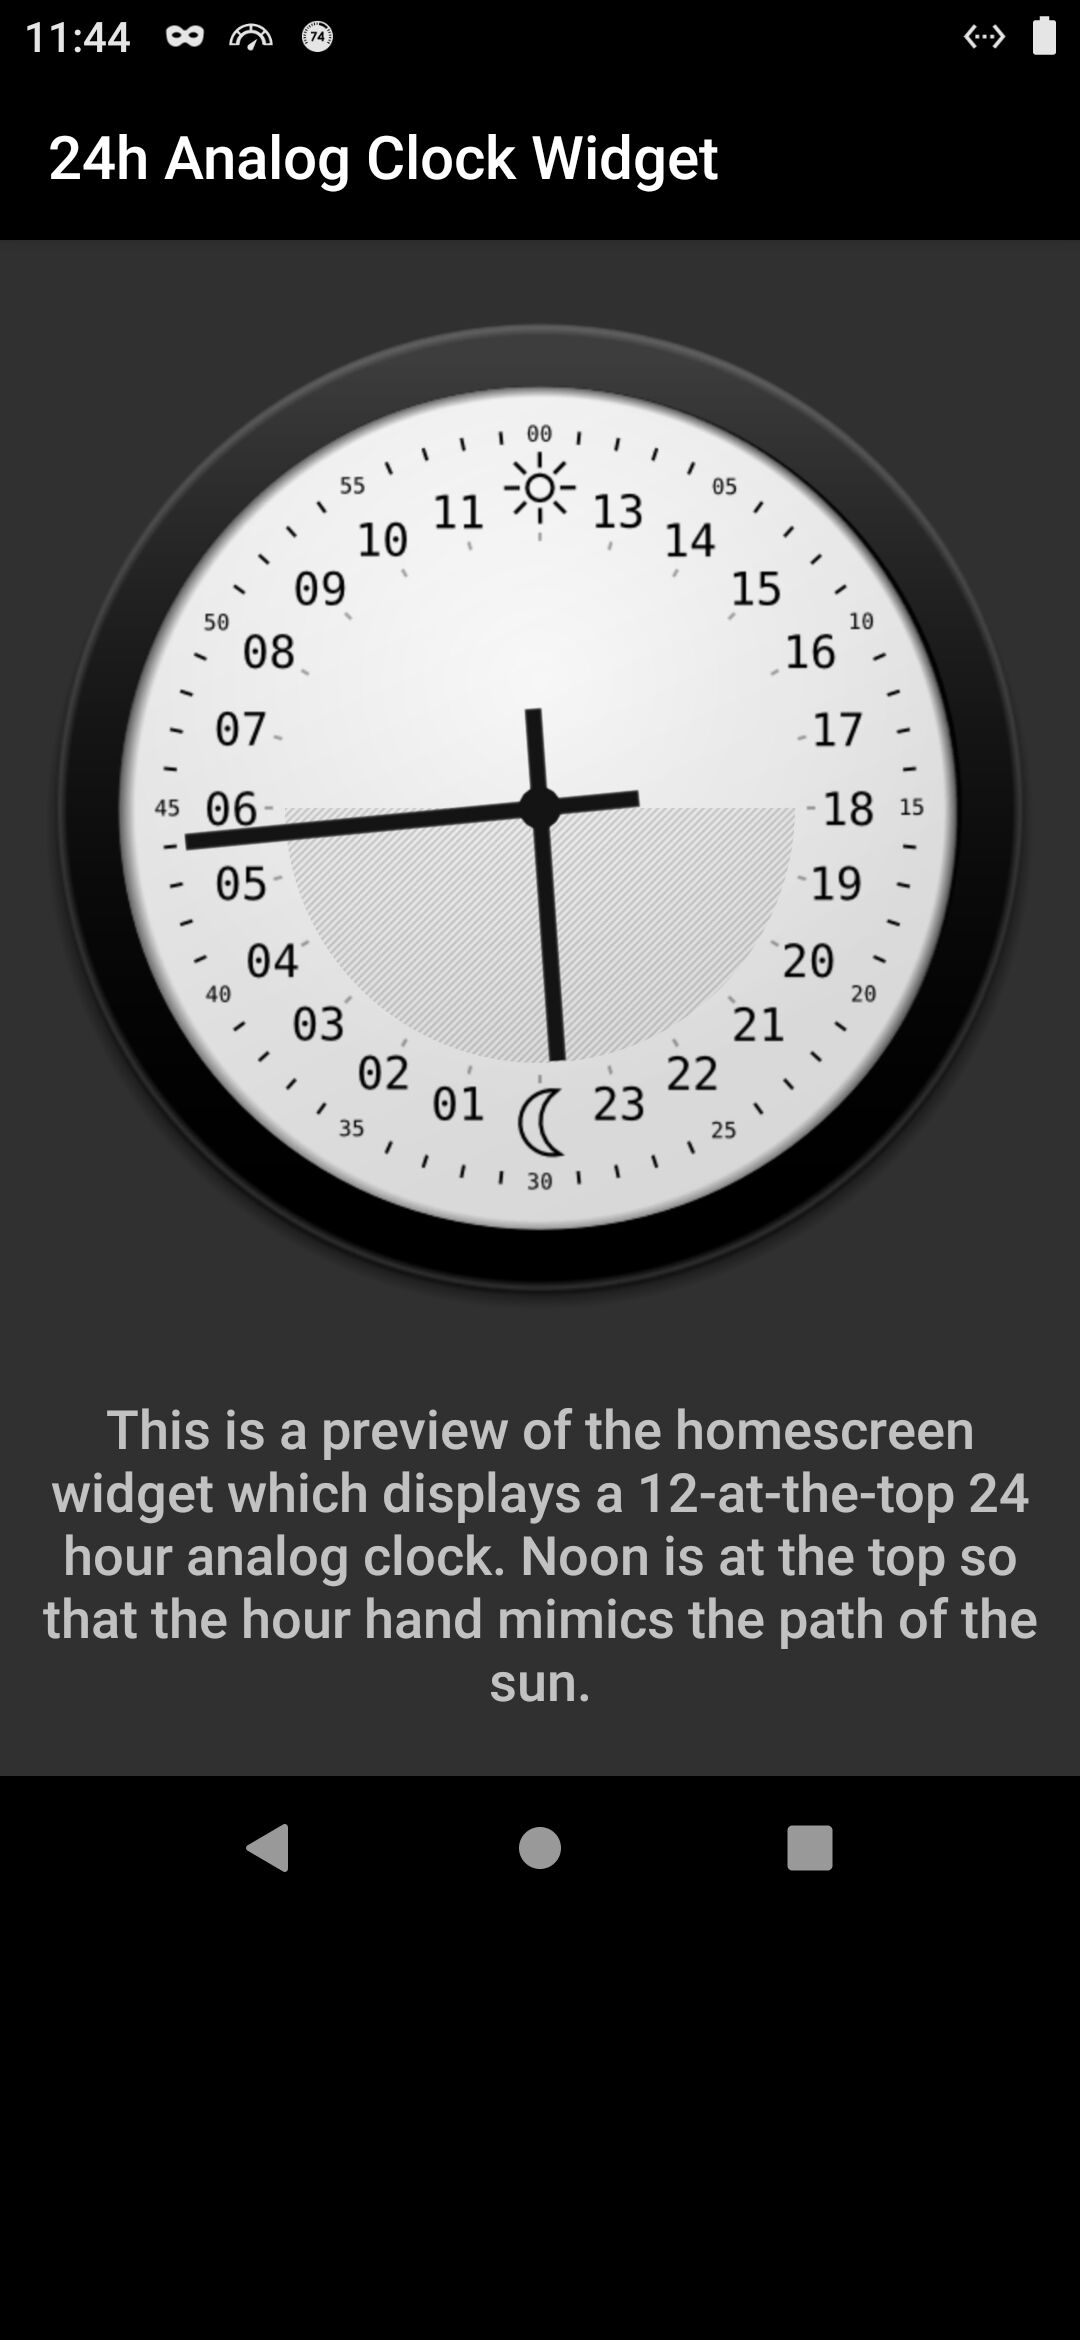 11:44 74
24h Analog Clock Widget
00
55 05
11 13
10 14
09 15
50 10
08 16
07 17
45 06 18 15
05 19
04 20
40 20
03 21
02 22
01 23
35 25
30
This is a preview of the homescreen
widget which displays a 12-at-the-top 24
hour analog clock. Noon is at the top so
that the hour hand mimics the path of the
sun.